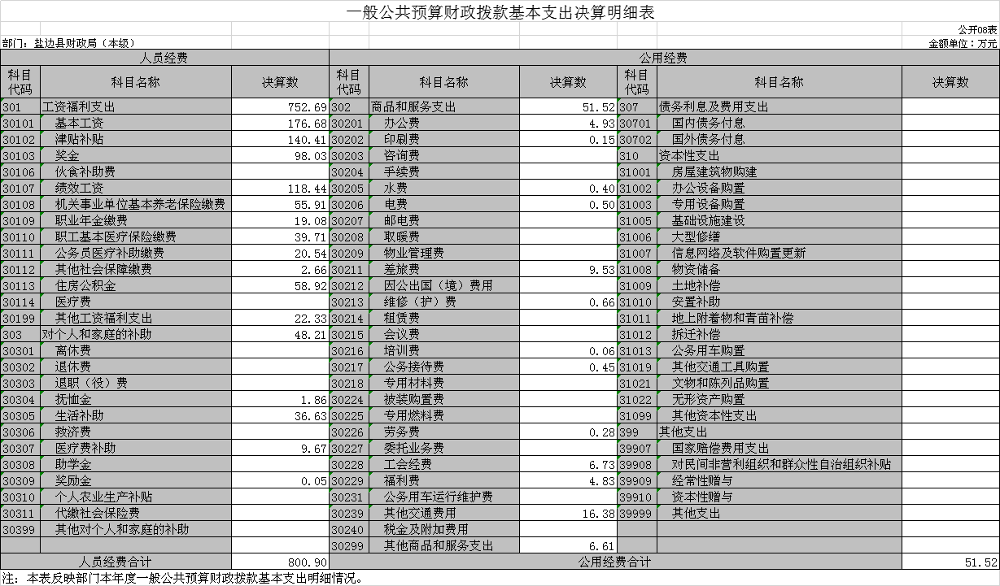 一般公共预算财政拨款基本支出决算明细表
公开08表
部门：盐边县财政局（本级） 金额单位：万元
人员经费 公用经费
科目代码 科目名称 决算数 科目代码 科目名称 决算数 科目代码 科目名称 决算数
301 工资福利支出 752.69 302 商品和服务支出 51.52 307 债务利息及费用支出
30101 基本工资 176.68 30201 办公费 4.93 30701 国内债务付息
30102 津贴补贴 140.41 30202 印刷费 0.15 30702 国外债务付息
30103 奖金 98.03 30203 咨询费 310 资本性支出
30106 伙食补助费 30204 手续费 31001 房屋建筑物购建
30107 绩效工资 118.44 30205 水费 0.40 31002 办公设备购置
30108 机关事业单位基本养老保险缴费 55.91 30206 电费 0.50 31003 专用设备购置
30109 职业年金缴费 19.08 30207 邮电费 31005 基础设施建设
30110 职工基本医疗保险缴费 39.71 30208 取暖费 31006 大型修缮
30111 公务员医疗补助缴费 20.54 30209 物业管理费 31007 信息网络及软件购置更新
30112 其他社会保障缴费 2.66 30211 差旅费 9.53 31008 物资储备
30113 住房公积金 58.92 30212 因公出国（境）费用 31009 土地补偿
30114 医疗费 30213 维修（护）费 0.66 31010 安置补助
30199 其他工资福利支出 22.33 30214 租赁费 31011 地上附着物和青苗补偿
303 对个人和家庭的补助 48.21 30215 会议费 31012 拆迁补偿
30301 离休费 30216 培训费 0.06 31013 公务用车购置
30302 退休费 30217 公务接待费 0.45 31019 其他交通工具购置
30303 退职（役）费 30218 专用材料费 31021 文物和陈列品购置
30304 抚恤金 1.86 30224 被装购置费 31022 无形资产购置
30305 生活补助 36.63 30225 专用燃料费 31099 其他资本性支出
30306 救济费 30226 劳务费 0.28 399 其他支出
30307 医疗费补助 9.67 30227 委托业务费 39907 国家赔偿费用支出
30308 助学金 30228 工会经费 6.73 39908 对民间非营利组织和群众性自治组织补贴
30309 奖励金 0.05 30229 福利费 4.83 39909 经常性赠与
30310 个人农业生产补贴 30231 公务用车运行维护费 39910 资本性赠与
30311 代缴社会保险费 30239 其他交通费用 16.38 39999 其他支出
30399 其他对个人和家庭的补助 30240 税金及附加费用
30299 其他商品和服务支出 6.61
人员经费合计 800.90 公用经费合计 51.52
注：本表反映部门本年度一般公共预算财政拨款基本支出明细情况。